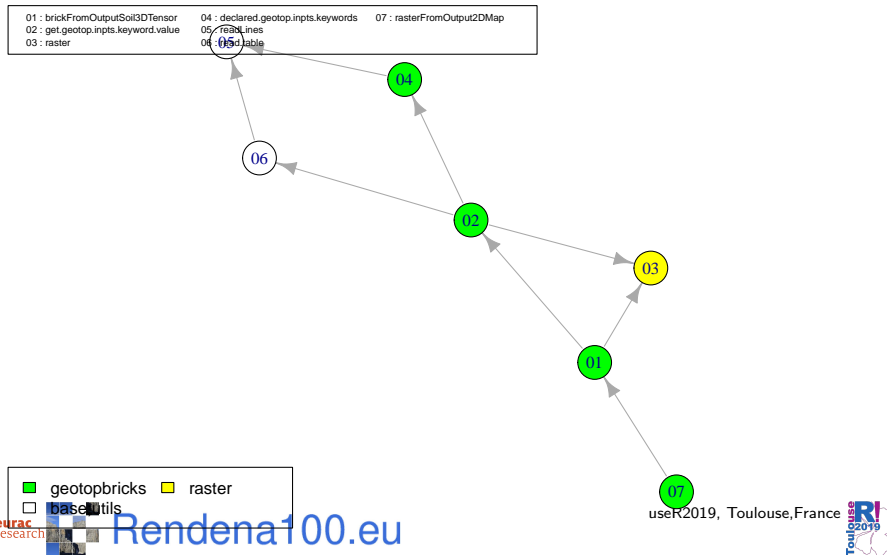 01 : brickFromOutputSoil3DTensor 04 : declared.geotop.inpts.keywords 07 : rasterFromOutput2DMap
02 : get.geotop.inpts.keyword.value 05 : readLines
03 : raster 06 : read.table
05
04
06
02
03
01
07
geotopbricks raster
base,utils
eurac
research
Rendena100.eu
useR2019, Toulouse,France
Toulouse
R!
2019